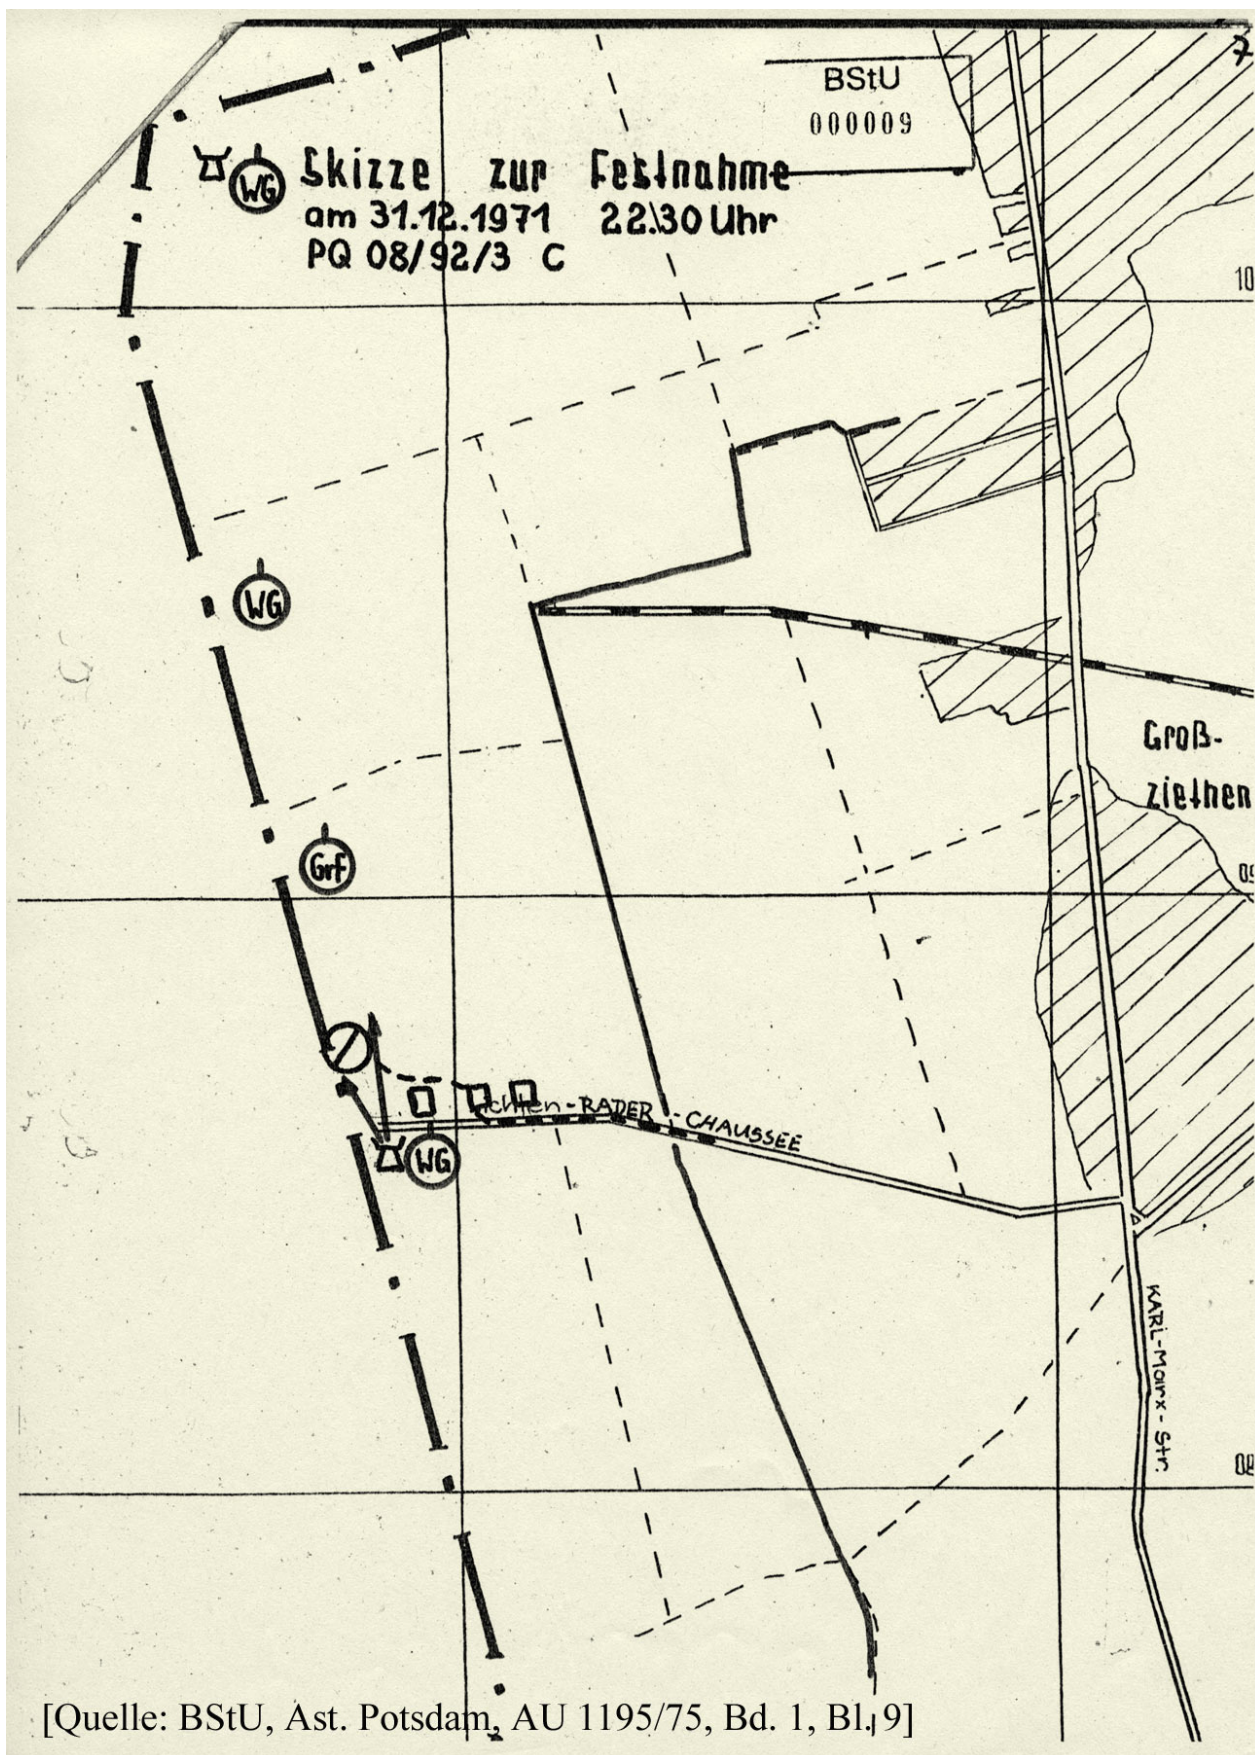 7
BStU
000009
WG Skizze zur Festnahme
am 31.12.1971 22.30 Uhr
PQ 08/92/3 C
10
WG
Groß-
ziethen
Grf
09
-RADER-CHAUSSEE
WG
KARL-Marx-Str.
08
[Quelle: BStU, Ast. Potsdam, AU 1195/75, Bd. 1, Bl. 9]